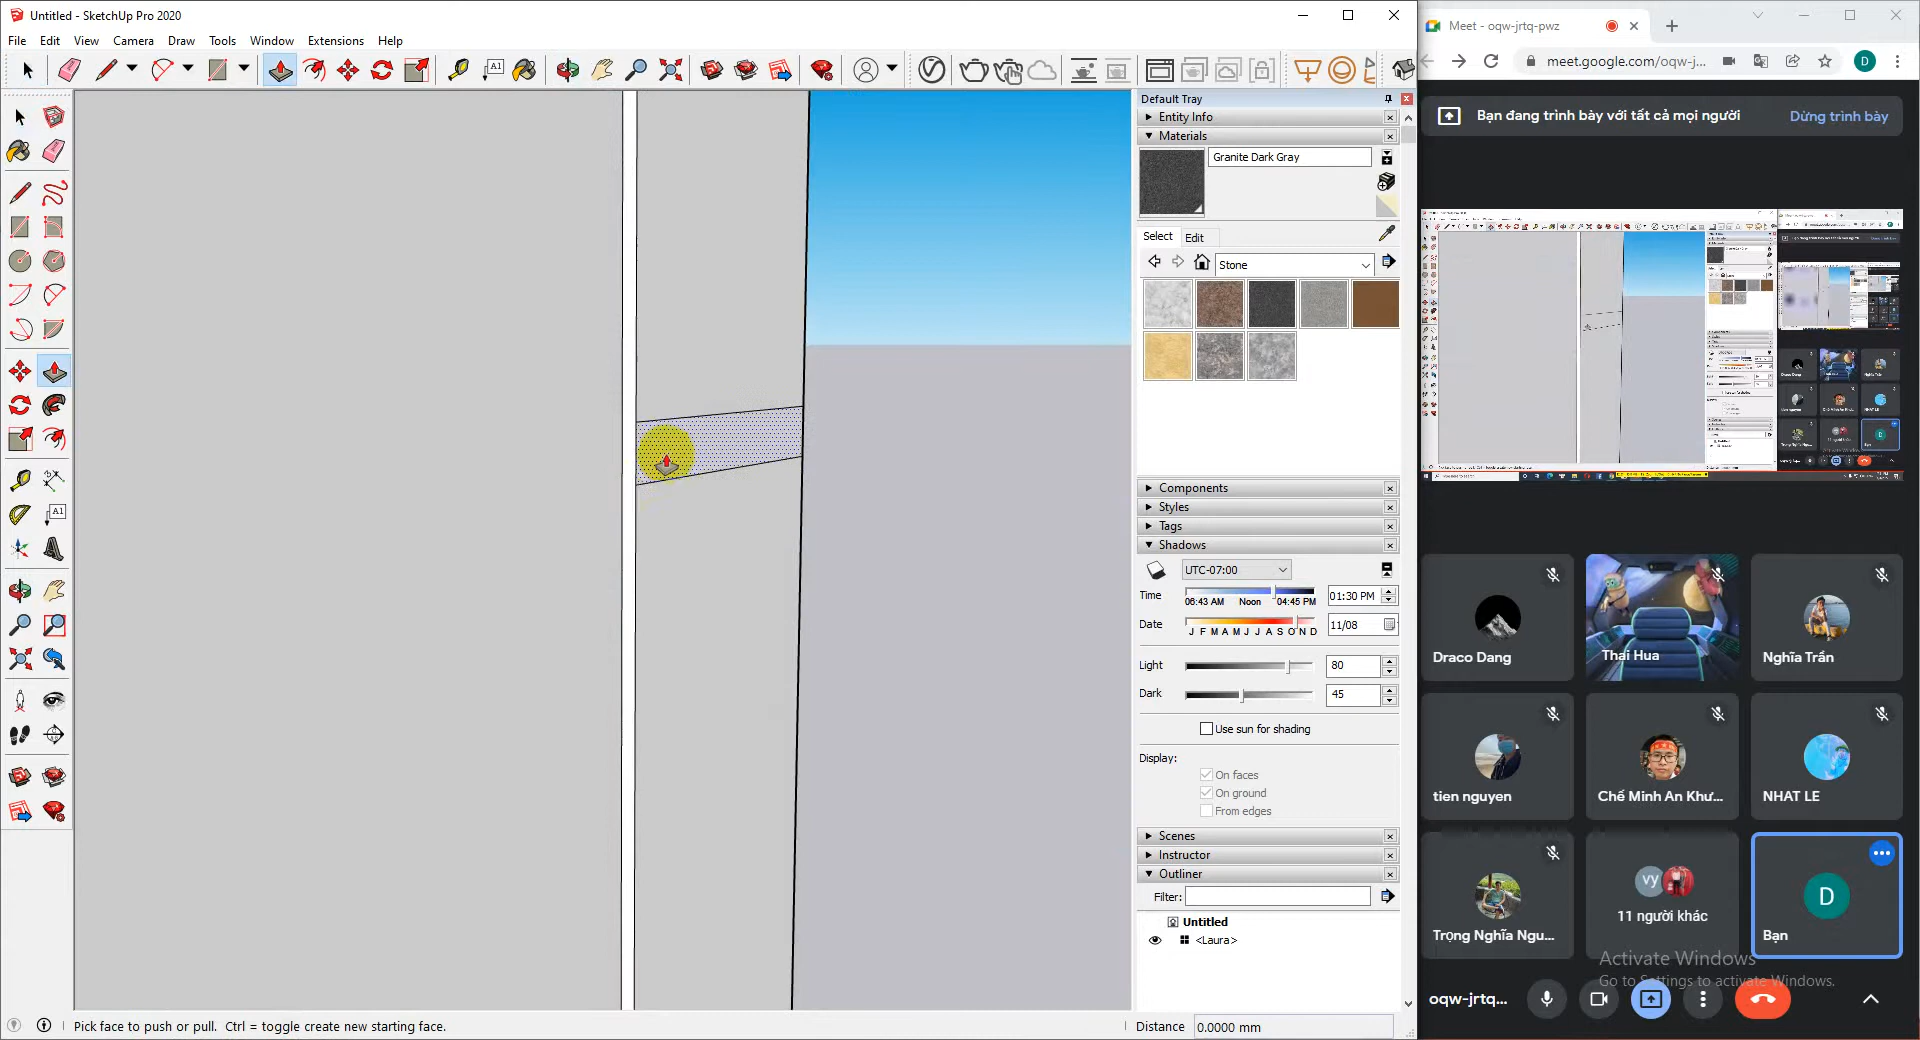 Untitled - SketchUp Pro 2020
File Edit View Camera Draw Tools Window Extensions Help
Default Tray
Entity Info
Materials
Granite Dark Gray
Select Edit
Stone
Components
Styles
Tags
Shadows
UTC-07:00
Time 06:43 AM Noon 04:45 PM 01:30 PM
Date J F M A M J J A S O N D 11/08
Light 80
Dark 45
Use sun for shading
Display:
On faces
On ground
From edges
Scenes
Instructor
Outliner
Filter:
Untitled
<Laura>
Pick face to push or pull. Ctrl = toggle create new starting face.
Distance 0.0000 mm
Meet - oqw-jrtq-pwz
meet.google.com/oqw-j...
D
Bạn đang trình bày với tất cả mọi người
Dừng trình bày
Draco Dang
Thai Hua
Nghĩa Trần
tien nguyen
Chế Minh An Khư...
NHAT LE
Trọng Nghĩa Ngu...
vy
11 người khác
D
Bạn
Activate Windows
Go to Settings to activate Windows.
oqw-jrtq...